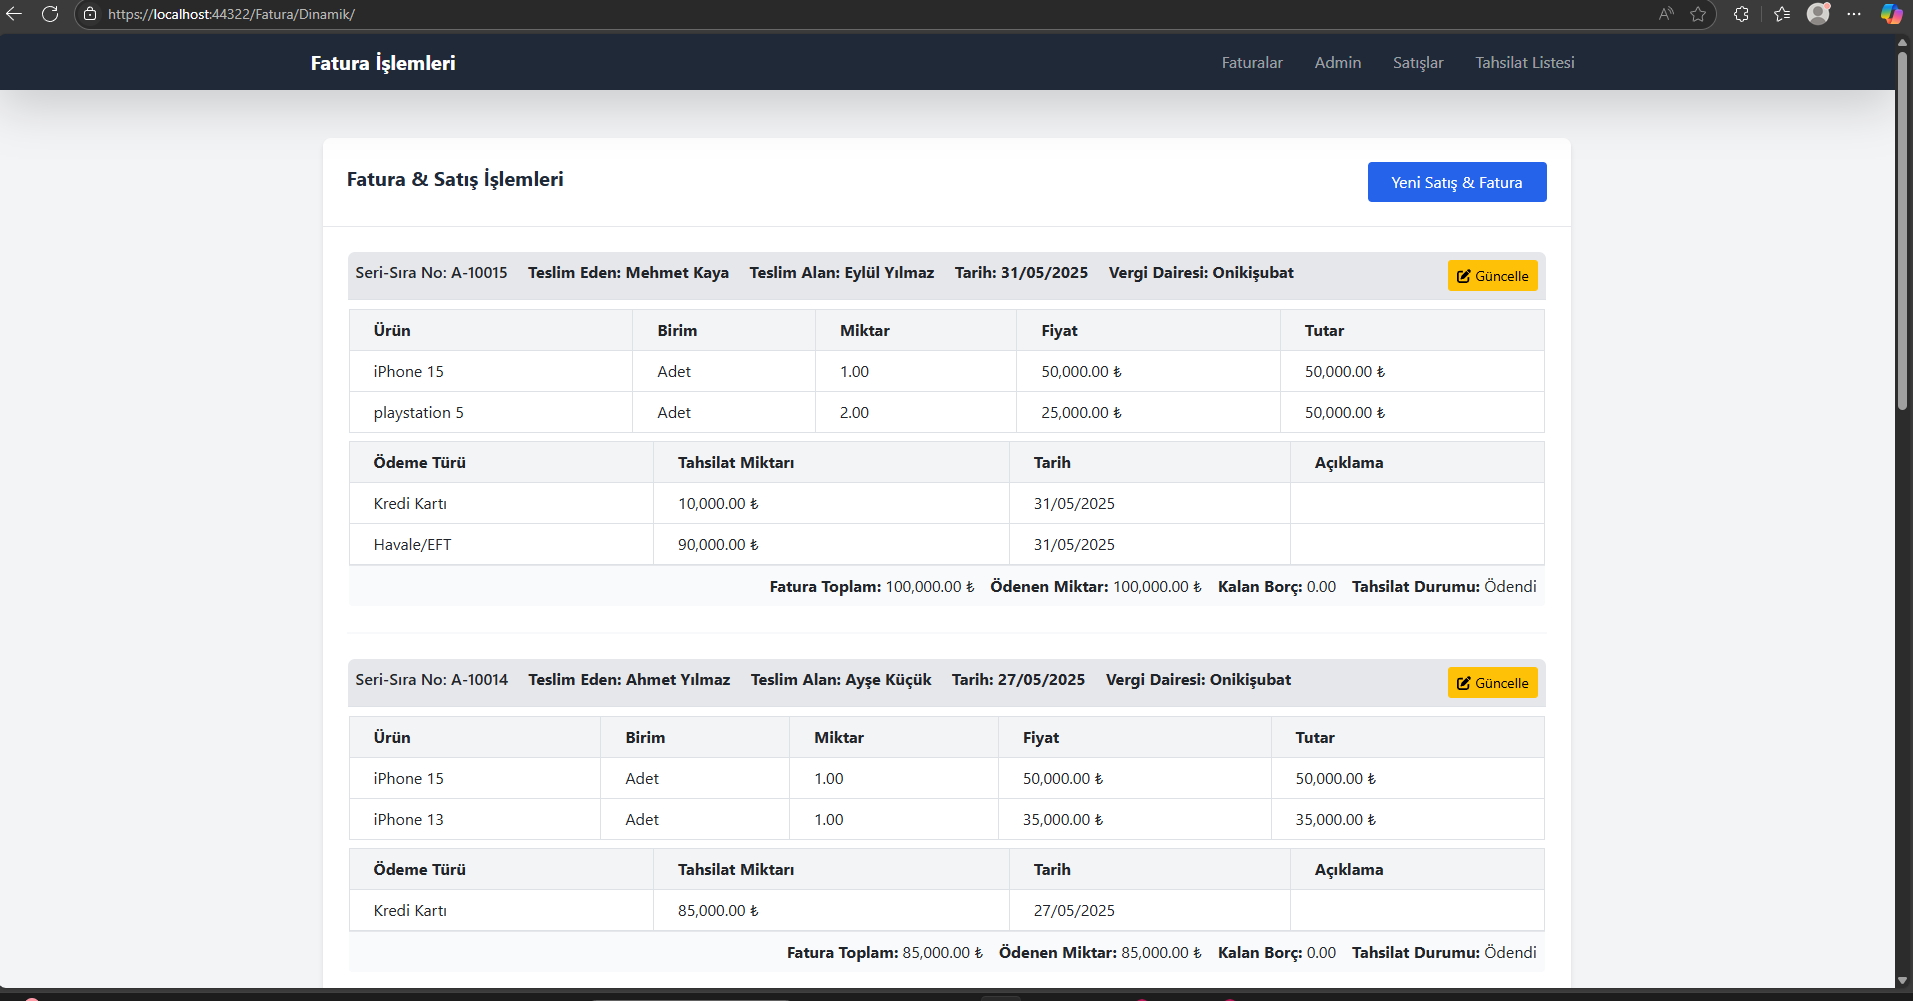 https://localhost:44322/Fatura/Dinamik/
Fatura İşlemleri Faturalar Admin Satışlar Tahsilat Listesi
Fatura & Satış İşlemleri Yeni Satış & Fatura
Seri-Sıra No: A-10015 Teslim Eden: Mehmet Kaya Teslim Alan: Eylül Yılmaz Tarih: 31/05/2025 Vergi Dairesi: Onikişubat Güncelle
Ürün Birim Miktar Fiyat Tutar
iPhone 15 Adet 1.00 50,000.00 ₺ 50,000.00 ₺
playstation 5 Adet 2.00 25,000.00 ₺ 50,000.00 ₺
Ödeme Türü Tahsilat Miktarı Tarih Açıklama
Kredi Kartı 10,000.00 ₺ 31/05/2025
Havale/EFT 90,000.00 ₺ 31/05/2025
Fatura Toplam: 100,000.00 ₺ Ödenen Miktar: 100,000.00 ₺ Kalan Borç: 0.00 Tahsilat Durumu: Ödendi
Seri-Sıra No: A-10014 Teslim Eden: Ahmet Yılmaz Teslim Alan: Ayşe Küçük Tarih: 27/05/2025 Vergi Dairesi: Onikişubat Güncelle
Ürün Birim Miktar Fiyat Tutar
iPhone 15 Adet 1.00 50,000.00 ₺ 50,000.00 ₺
iPhone 13 Adet 1.00 35,000.00 ₺ 35,000.00 ₺
Ödeme Türü Tahsilat Miktarı Tarih Açıklama
Kredi Kartı 85,000.00 ₺ 27/05/2025
Fatura Toplam: 85,000.00 ₺ Ödenen Miktar: 85,000.00 ₺ Kalan Borç: 0.00 Tahsilat Durumu: Ödendi